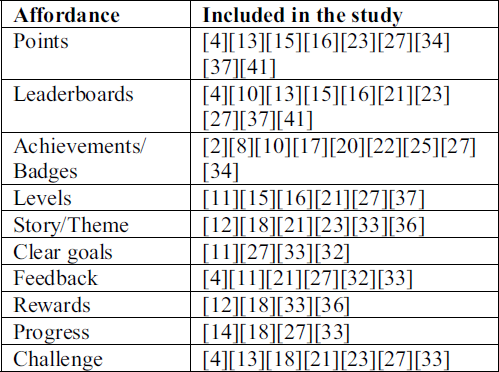 Affordance Included in the study
Points [4][13][15][16][23][27][34]
[37][41]
Leaderboards [4][10][13][15][16][21][23]
[27][37][41]
Achievements/ [2][8][10][17][20][22][25][27]
Badges [34]
Levels [11][15][16][21][27][37]
Story/Theme [12][18][21][23][33][36]
Clear goals [11][27][33][32]
Feedback [4][11][21][27][32][33]
Rewards [12][18][33][36]
Progress [14][18][27][33]
Challenge [4][13][18][21][23][27][33]